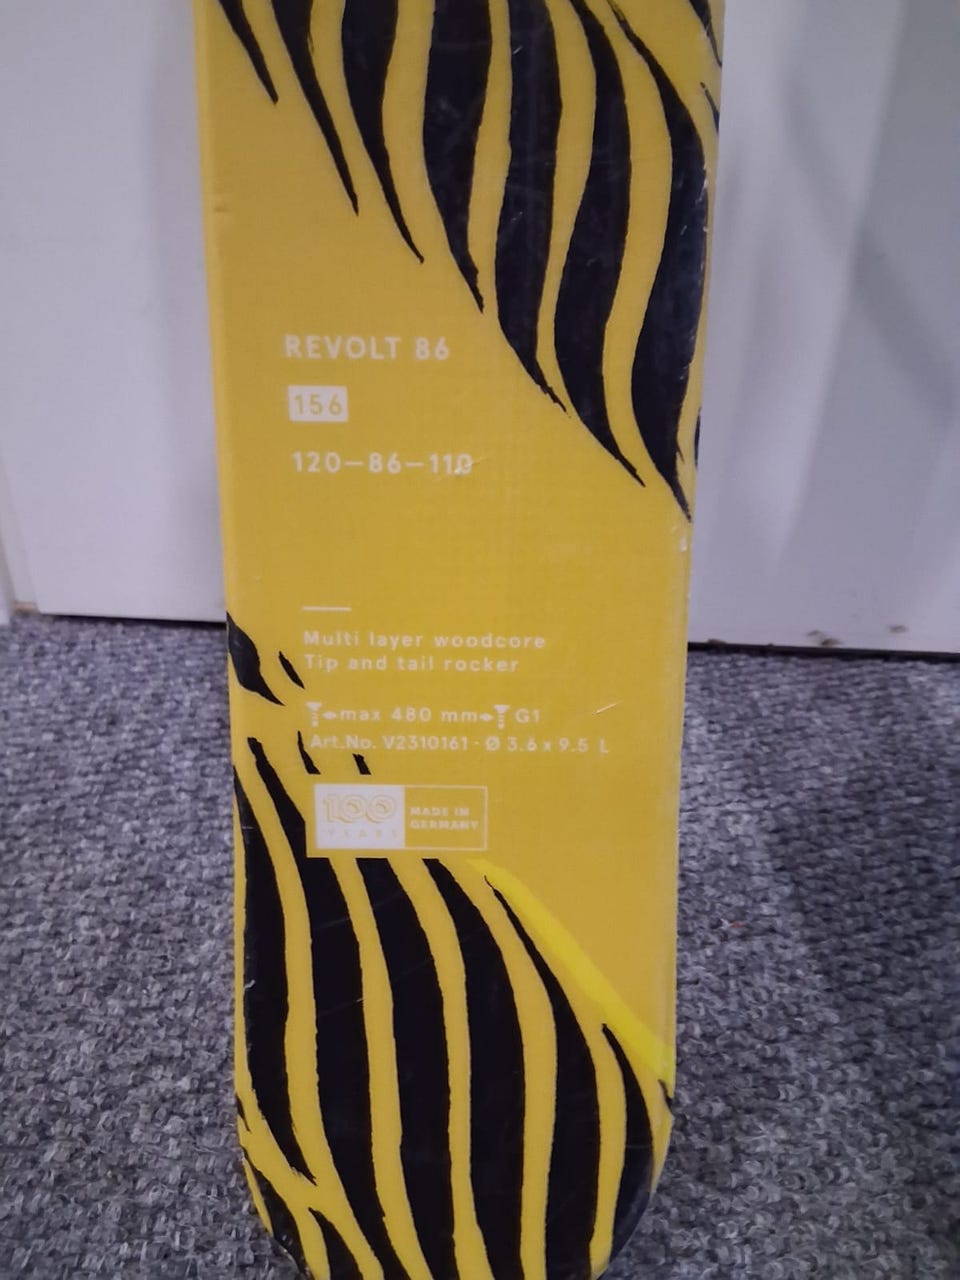 REVOLT 86
156
120-86-110
Multi layer woodcore
Tip and tail rocker
max 480 mm G1
Art.No. V2310161 - Ø 3.6 x 9.5 L
100
YEARS
MADE IN
GERMANY